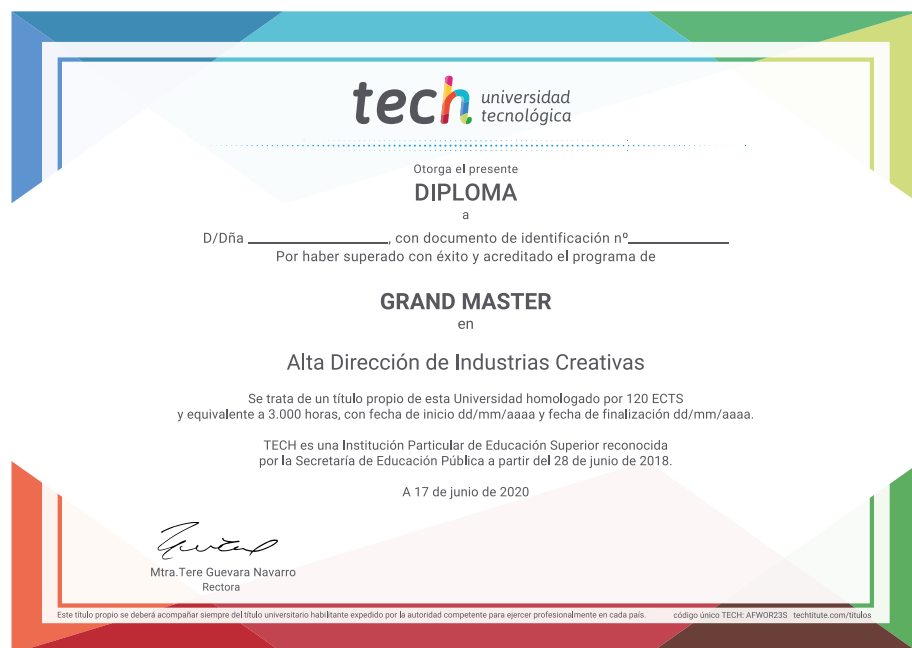 tech universidad
tecnológica
Otorga el presente
DIPLOMA
a
D/Dña ________________, con documento de identificación nº____________
Por haber superado con éxito y acreditado el programa de
GRAND MASTER
en
Alta Dirección de Industrias Creativas
Se trata de un título propio de esta Universidad homologado por 120 ECTS
y equivalente a 3.000 horas, con fecha de inicio dd/mm/aaaa y fecha de finalización dd/mm/aaaa.
TECH es una Institución Particular de Educación Superior reconocida
por la Secretaría de Educación Pública a partir del 28 de junio de 2018.
A 17 de junio de 2020
Mtra.Tere Guevara Navarro
Rectora
Este título propio se deberá acompañar siempre del título universitario habilitante expedido por la autoridad competente para ejercer profesionalmente en cada país. código único TECH: AFWOR23S techtitute.com/titulos